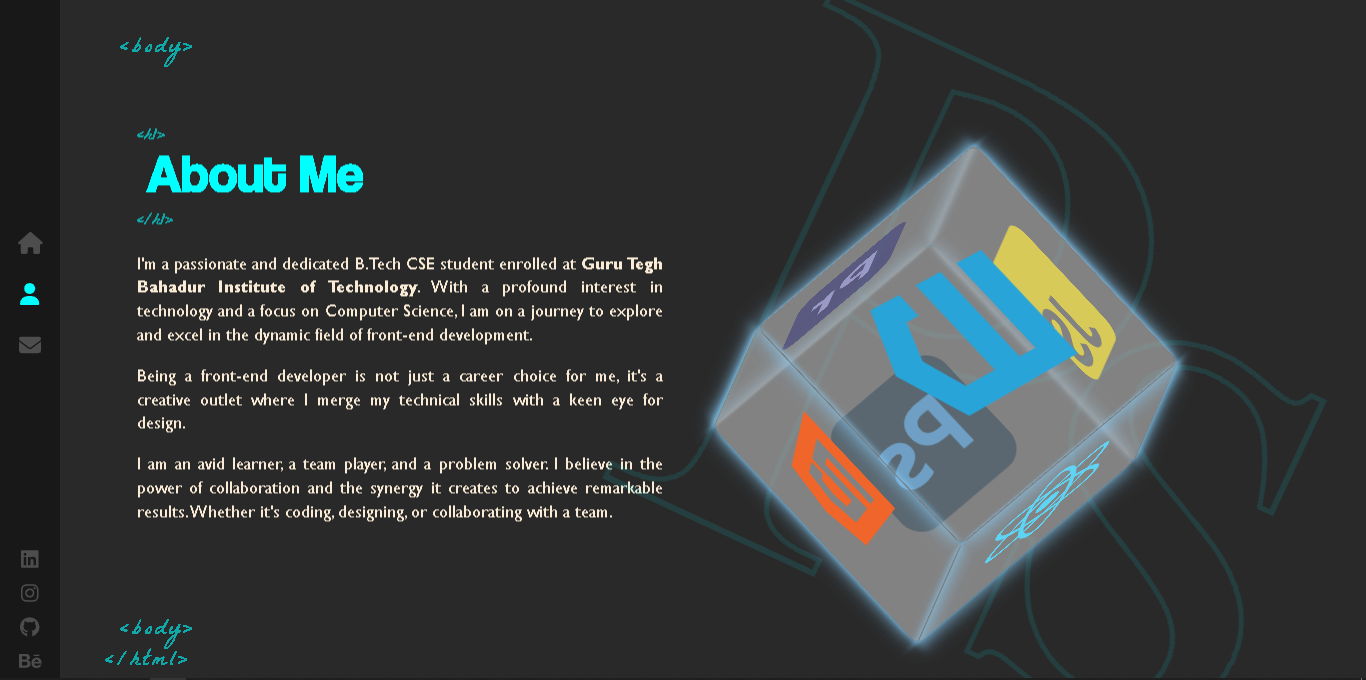 <body>
<h1>
About Me
</h1>
I'm a passionate and dedicated B.Tech CSE student enrolled at Guru Tegh
Bahadur Institute of Technology. With a profound interest in
technology and a focus on Computer Science, I am on a journey to explore
and excel in the dynamic field of front-end development.
Being a front-end developer is not just a career choice for me, it's a
creative outlet where I merge my technical skills with a keen eye for
design.
I am an avid learner, a team player, and a problem solver. I believe in the
power of collaboration and the synergy it creates to achieve remarkable
results.Whether it's coding, designing, or collaborating with a team.
<body>
</html>
Pr
JS
Ps
in
Bē